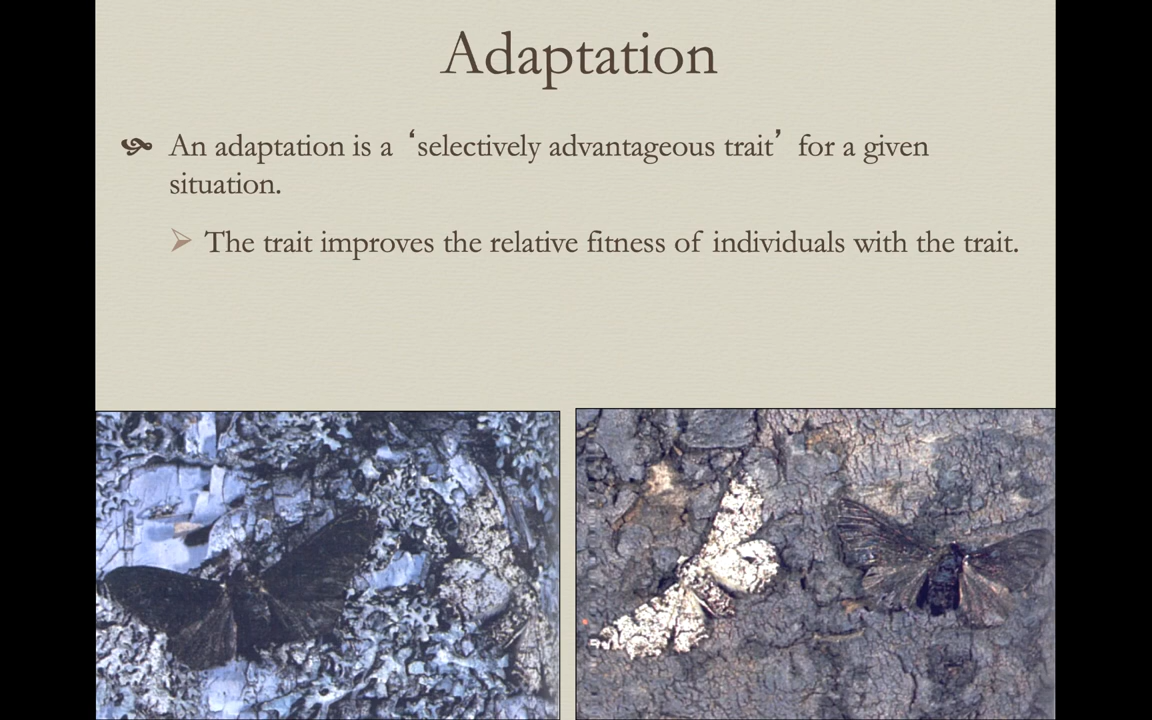 Adaptation
An adaptation is a ‘selectively advantageous trait’ for a given
situation.
The trait improves the relative fitness of individuals with the trait.